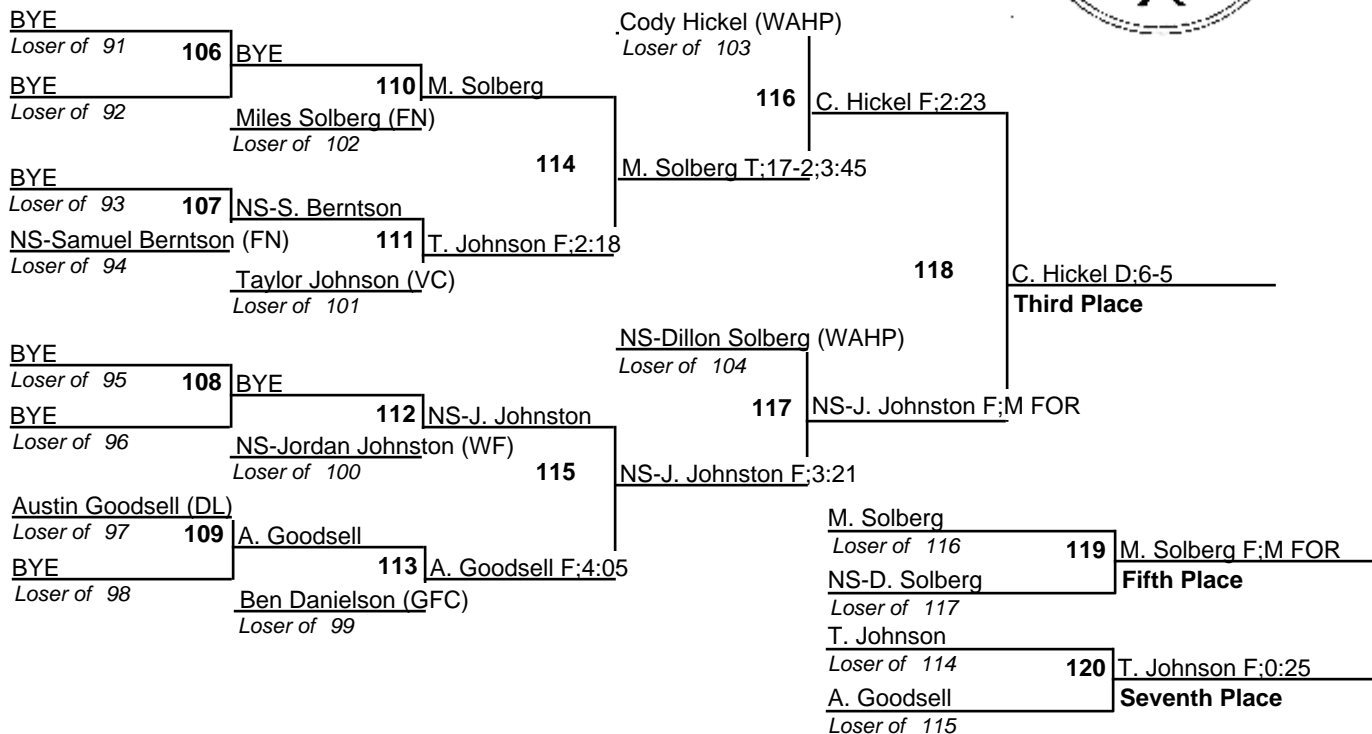 BYE
Loser of 91
106
BYE
BYE
Loser of 92
110
M. Solberg
Miles Solberg (FN)
Loser of 102
114
BYE
Loser of 93
107
NS-S. Berntson
NS-Samuel Berntson (FN)
Loser of 94
111
T. Johnson F;2:18
Taylor Johnson (VC)
Loser of 101
Cody Hickel (WAHP)
Loser of 103
116
C. Hickel F;2:23
M. Solberg T;17-2;3:45
118
C. Hickel D;6-5
Third Place
BYE
Loser of 95
108
BYE
BYE
Loser of 96
112
NS-J. Johnston
NS-Jordan Johnston (WF)
Loser of 100
115
Austin Goodsell (DL)
Loser of 97
109
A. Goodsell
BYE
Loser of 98
113
A. Goodsell F;4:05
Ben Danielson (GFC)
Loser of 99
NS-Dillon Solberg (WAHP)
Loser of 104
117
NS-J. Johnston F;M FOR
NS-J. Johnston F;3:21
M. Solberg
Loser of 116
119
M. Solberg F;M FOR
Fifth Place
NS-D. Solberg
Loser of 117
T. Johnson
Loser of 114
120
T. Johnson F;0:25
Seventh Place
A. Goodsell
Loser of 115